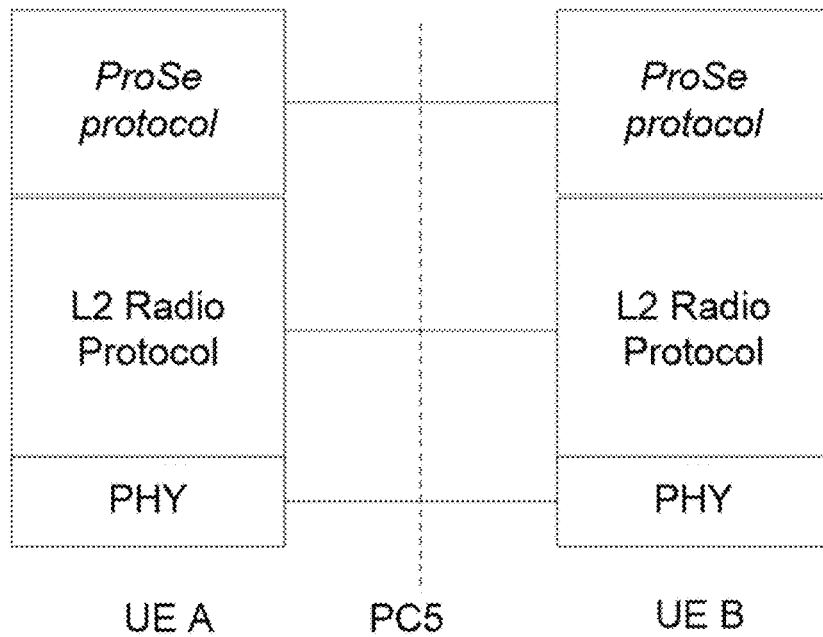 ProSe
protocol
ProSe
protocol
L2 Radio
Protocol
L2 Radio
Protocol
PHY
PHY
UE A
PC5
UE B